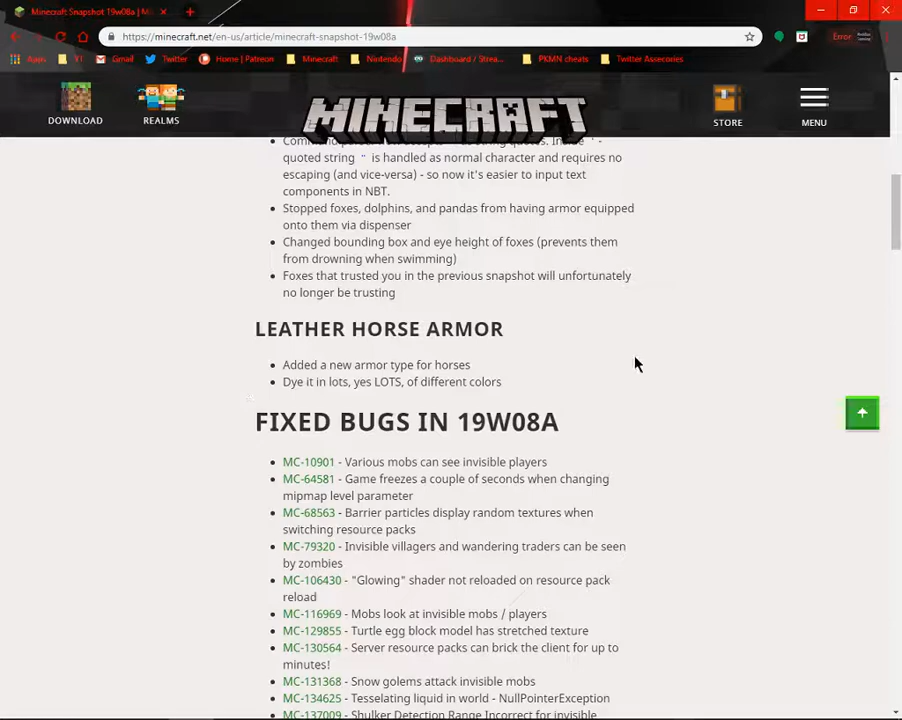 Minecraft Snapshot 19w08a | M
https://minecraft.net/en-us/article/minecraft-snapshot-19w08a
Error
Apps
YT
Gmail
Twitter
Home | Patreon
Minecraft
Nintendo
Dashboard / Strea...
PKMN cheats
Twitter Assecories
DOWNLOAD
REALMS
MINECRAFT
STORE
MENU
quoted string " is handled as normal character and requires no
escaping (and vice-versa) - so now it's easier to input text
components in NBT.
• Stopped foxes, dolphins, and pandas from having armor equipped
onto them via dispenser
• Changed bounding box and eye height of foxes (prevents them
from drowning when swimming)
• Foxes that trusted you in the previous snapshot will unfortunately
no longer be trusting
LEATHER HORSE ARMOR
• Added a new armor type for horses
• Dye it in lots, yes LOTS, of different colors
FIXED BUGS IN 19W08A
• MC-10901 - Various mobs can see invisible players
• MC-64581 - Game freezes a couple of seconds when changing
mipmap level parameter
• MC-68563 - Barrier particles display random textures when
switching resource packs
• MC-79320 - Invisible villagers and wandering traders can be seen
by zombies
• MC-106430 - "Glowing" shader not reloaded on resource pack
reload
• MC-116969 - Mobs look at invisible mobs / players
• MC-129855 - Turtle egg block model has stretched texture
• MC-130564 - Server resource packs can brick the client for up to
minutes!
• MC-131368 - Snow golems attack invisible mobs
• MC-134625 - Tesselating liquid in world - NullPointerException
• MC-137009 - Shulker Detection Range Incorrect for invisible